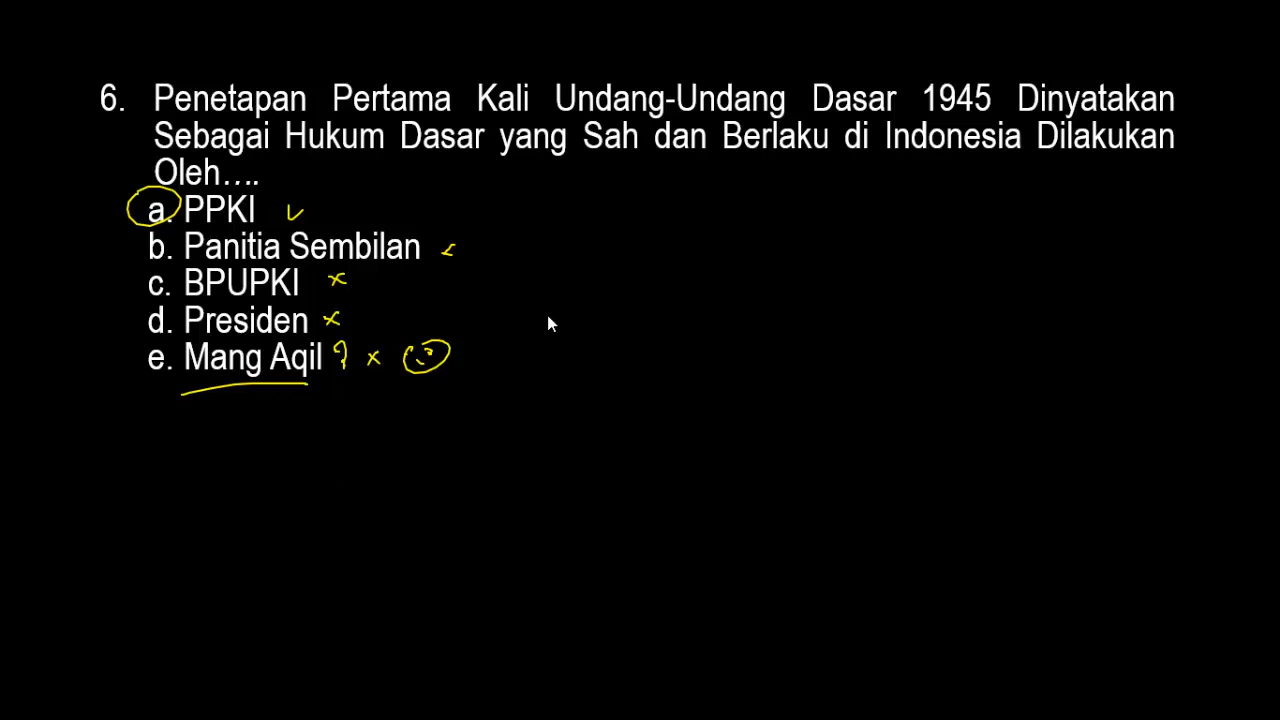 6. Penetapan Pertama Kali Undang-Undang Dasar 1945 Dinyatakan
Sebagai Hukum Dasar yang Sah dan Berlaku di Indonesia Dilakukan
Oleh….
a. PPKI
b. Panitia Sembilan
c. BPUPKI
d. Presiden
e. Mang Aqil ?